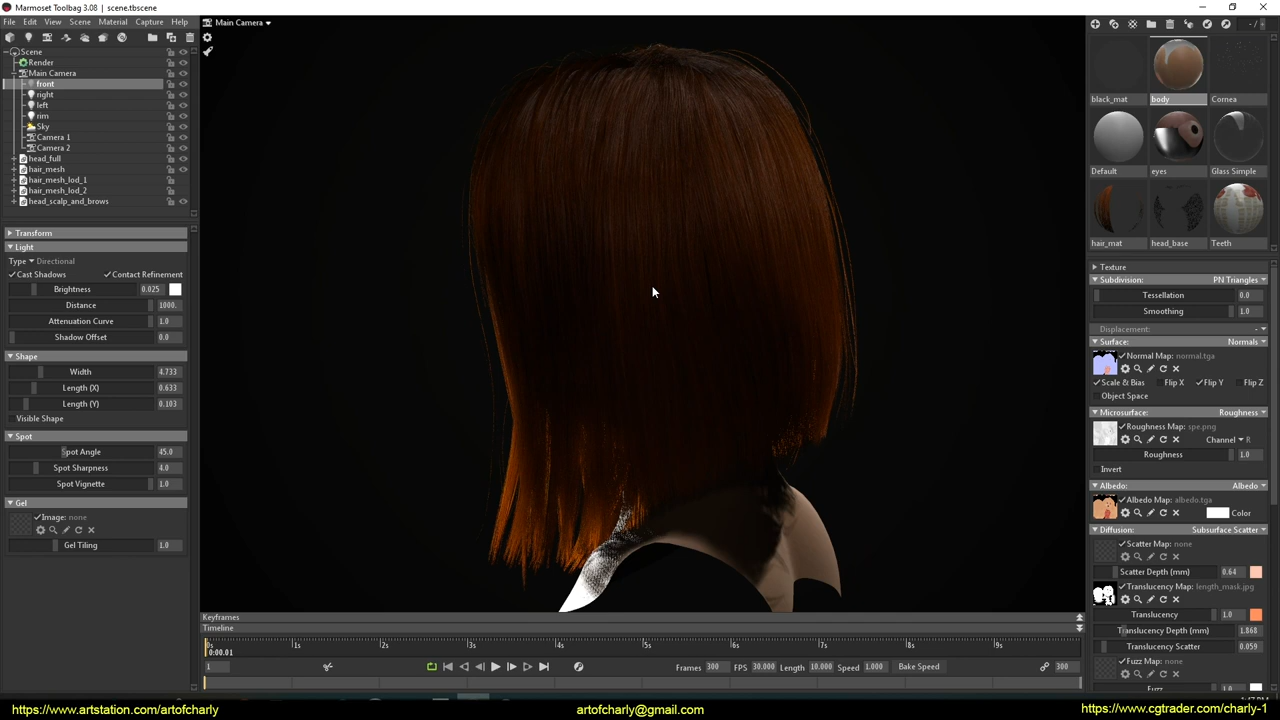 Marmoset Toolbag 3.08 | scene.tbscene
File Edit View Scene Material Capture Help
Main Camera
Scene
Render
Main Camera
front
right
left
rim
Sky
Camera 1
Camera 2
head_full
hair_mesh
hair_mesh_lod_1
hair_mesh_lod_2
head_scalp_and_brows
Transform
Light
Type Directional
Cast Shadows Contact Refinement
Brightness 0.025
Distance 1000.
Attenuation Curve 1.0
Shadow Offset 0.0
Shape
Width 4.733
Length (X) 0.633
Length (Y) 0.103
Visible Shape
Spot
Spot Angle 45.0
Spot Sharpness 4.0
Spot Vignette 1.0
Gel
Image: none
Gel Tiling 1.0
Keyframes
Timeline
0s 1s 2s 3s 4s 5s 6s 7s 8s 9s
0:00.01
1 Frames 300 FPS 30.000 Length 10.000 Speed 1.000 Bake Speed 300
black_mat body Cornea
Default eyes Glass Simple
hair_mat head_base Teeth
Texture
Subdivision: PN Triangles
Tessellation 0.0
Smoothing 1.0
Displacement: -
Surface: Normals
Normal Map: normal.tga
Scale & Bias Flip X Flip Y Flip Z
Object Space
Microsurface: Roughness
Roughness Map: spe.png
Channel R
Roughness 1.0
Invert
Albedo: Albedo
Albedo Map: albedo.tga
Color
Diffusion: Subsurface Scatter
Scatter Map: none
Scatter Depth (mm) 0.64
Translucency Map: length_mask.jpg
Translucency 1.0
Translucency Depth (mm) 1.868
Translucency Scatter 0.059
Fuzz Map: none
Fuzz 1.0
https://www.artstation.com/artofcharly artofcharly@gmail.com https://www.cgtrader.com/charly-1